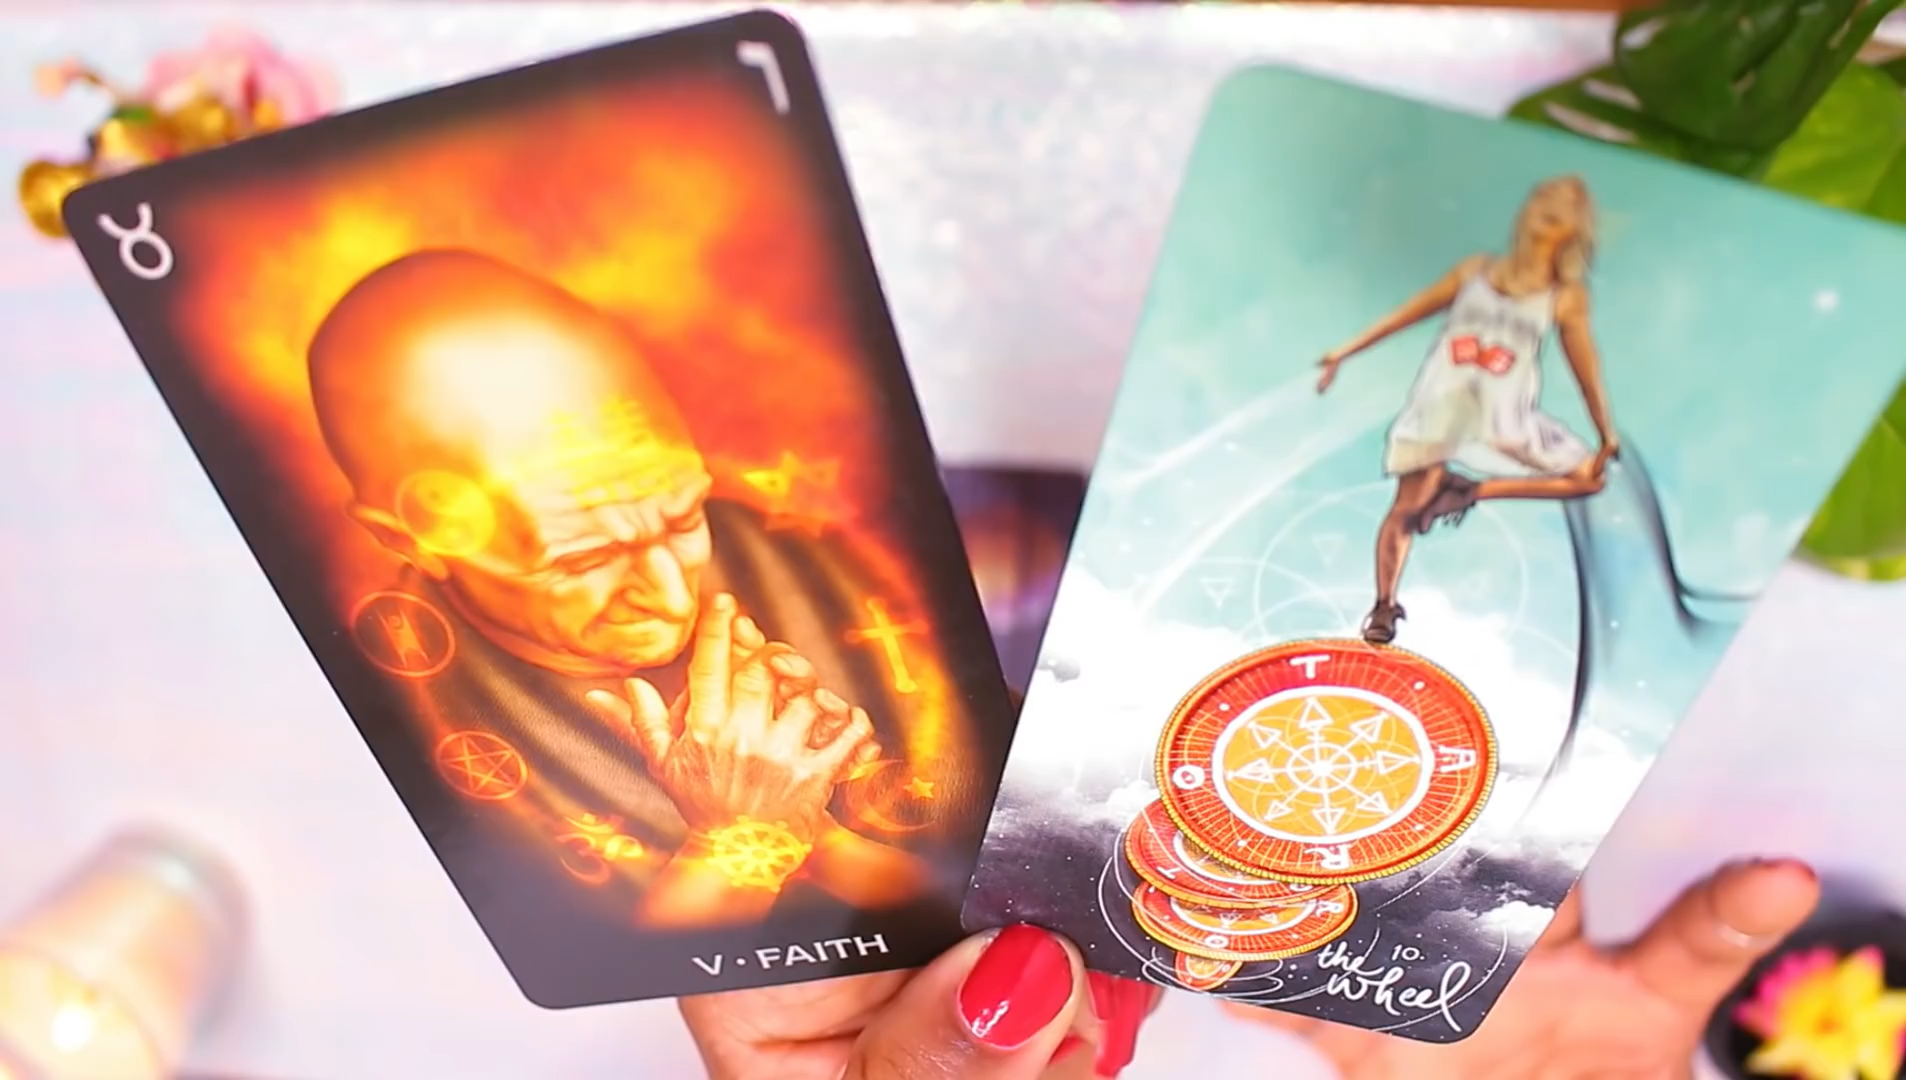 V • FAITH
T
A
R
O
10.
the
wheel